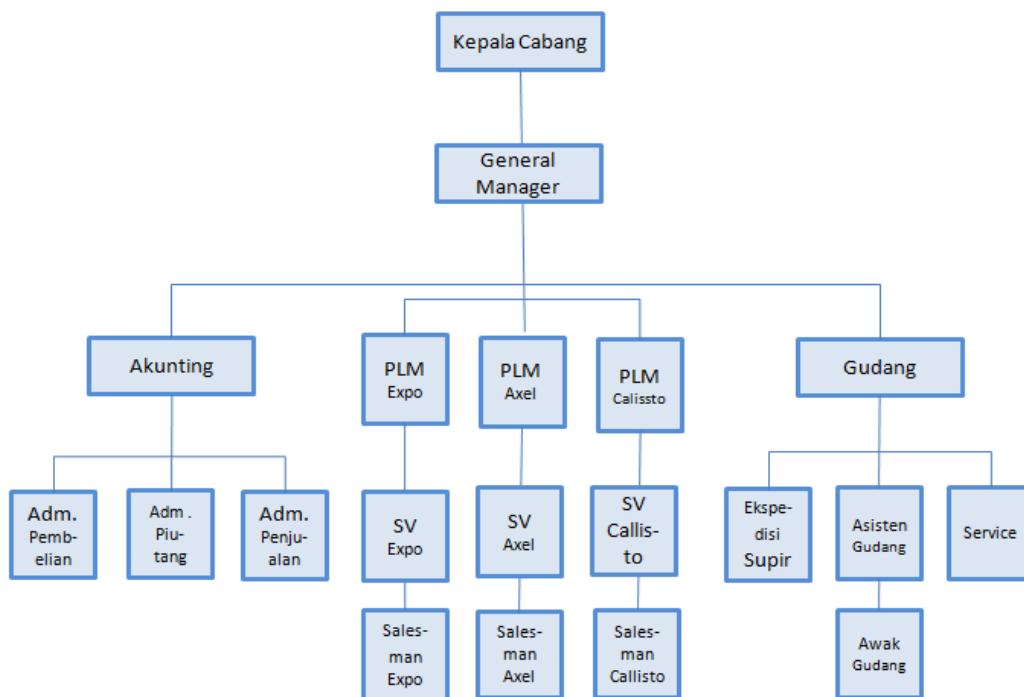 Kepala Cabang
General
Manager
Akunting
PLM
Expo
PLM
Axel
PLM
Calissto
Gudang
Adm.
Pemb-
elian
Adm .
Piu-
tang
Adm.
Penju-
alan
SV
Expo
SV
Axel
SV
Callis-
to
Ekspe-
disi
Supir
Asisten
Gudang
Service
Sales-
man
Expo
Sales-
man
Axel
Sales-
man
Callisto
Awak
Gudang